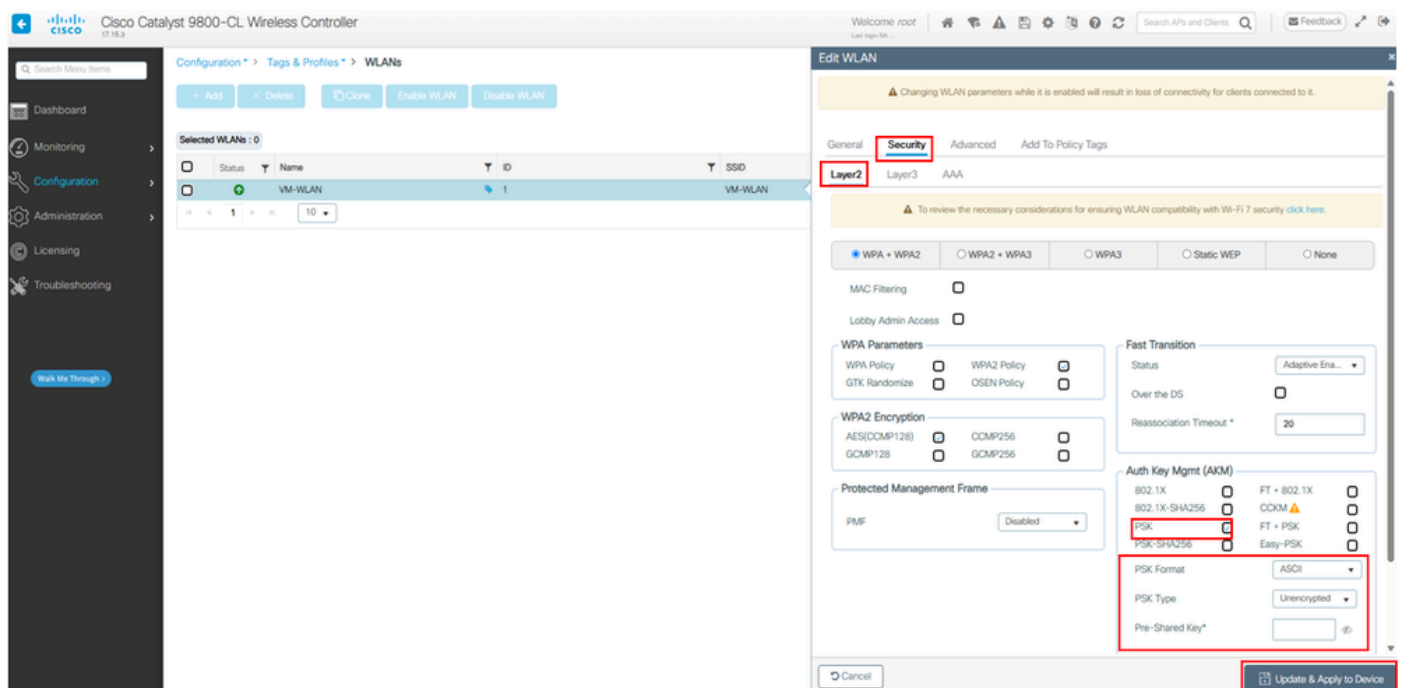 CISCO
Cisco Catalyst 9800-CL Wireless Controller
17.15.3
Welcome root
Last login NA ...
Search APs and Clients
Feedback
Search Menu Items
Dashboard
Monitoring
Configuration
Administration
Licensing
Troubleshooting
Walk Me Through >
Configuration > Tags & Profiles > WLANs
+ Add
× Delete
Clone
Enable WLAN
Disable WLAN
Selected WLANs : 0
Status Name ID SSID
VM-WLAN 1 VM-WLAN
1 10
Edit WLAN
Changing WLAN parameters while it is enabled will result in loss of connectivity for clients connected to it.
General Security Advanced Add To Policy Tags
Layer2 Layer3 AAA
To review the necessary considerations for ensuring WLAN compatibility with Wi-Fi 7 security click here.
WPA + WPA2 WPA2 + WPA3 WPA3 Static WEP None
MAC Filtering
Lobby Admin Access
WPA Parameters
WPA Policy WPA2 Policy
GTK Randomize OSEN Policy
WPA2 Encryption
AES(CCMP128) CCMP256
GCMP128 GCMP256
Protected Management Frame
PMF Disabled
Fast Transition
Status Adaptive Ena...
Over the DS
Reassociation Timeout * 20
Auth Key Mgmt (AKM)
802.1X FT + 802.1X
802.1X-SHA256 CCKM
PSK FT + PSK
PSK-SHA256 Easy-PSK
PSK Format ASCII
PSK Type Unencrypted
Pre-Shared Key*
Cancel
Update & Apply to Device